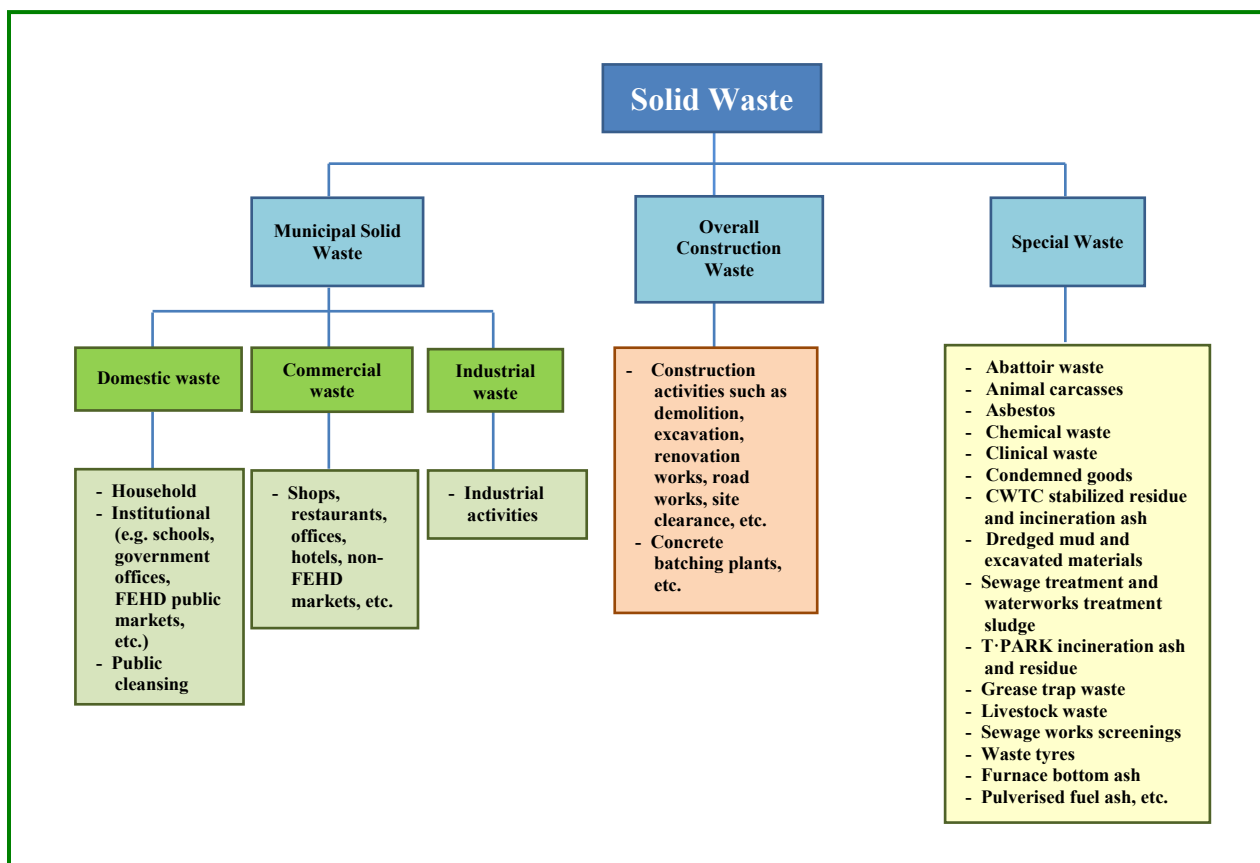 Solid Waste
Municipal Solid
Waste
Overall
Construction
Waste
Special Waste
Domestic waste
Commercial
waste
Industrial
waste
- Household
- Institutional
(e.g. schools,
government
offices,
FEHD public
markets,
etc.)
- Public
cleansing
- Shops,
restaurants,
offices,
hotels, non-
FEHD
markets, etc.
- Industrial
activities
- Construction
activities such as
demolition,
excavation,
renovation
works, road
works, site
clearance, etc.
- Concrete
batching plants,
etc.
- Abattoir waste
- Animal carcasses
- Asbestos
- Chemical waste
- Clinical waste
- Condemned goods
- CWTC stabilized residue
and incineration ash
- Dredged mud and
excavated materials
- Sewage treatment and
waterworks treatment
sludge
- T·PARK incineration ash
and residue
- Grease trap waste
- Livestock waste
- Sewage works screenings
- Waste tyres
- Furnace bottom ash
- Pulverised fuel ash, etc.